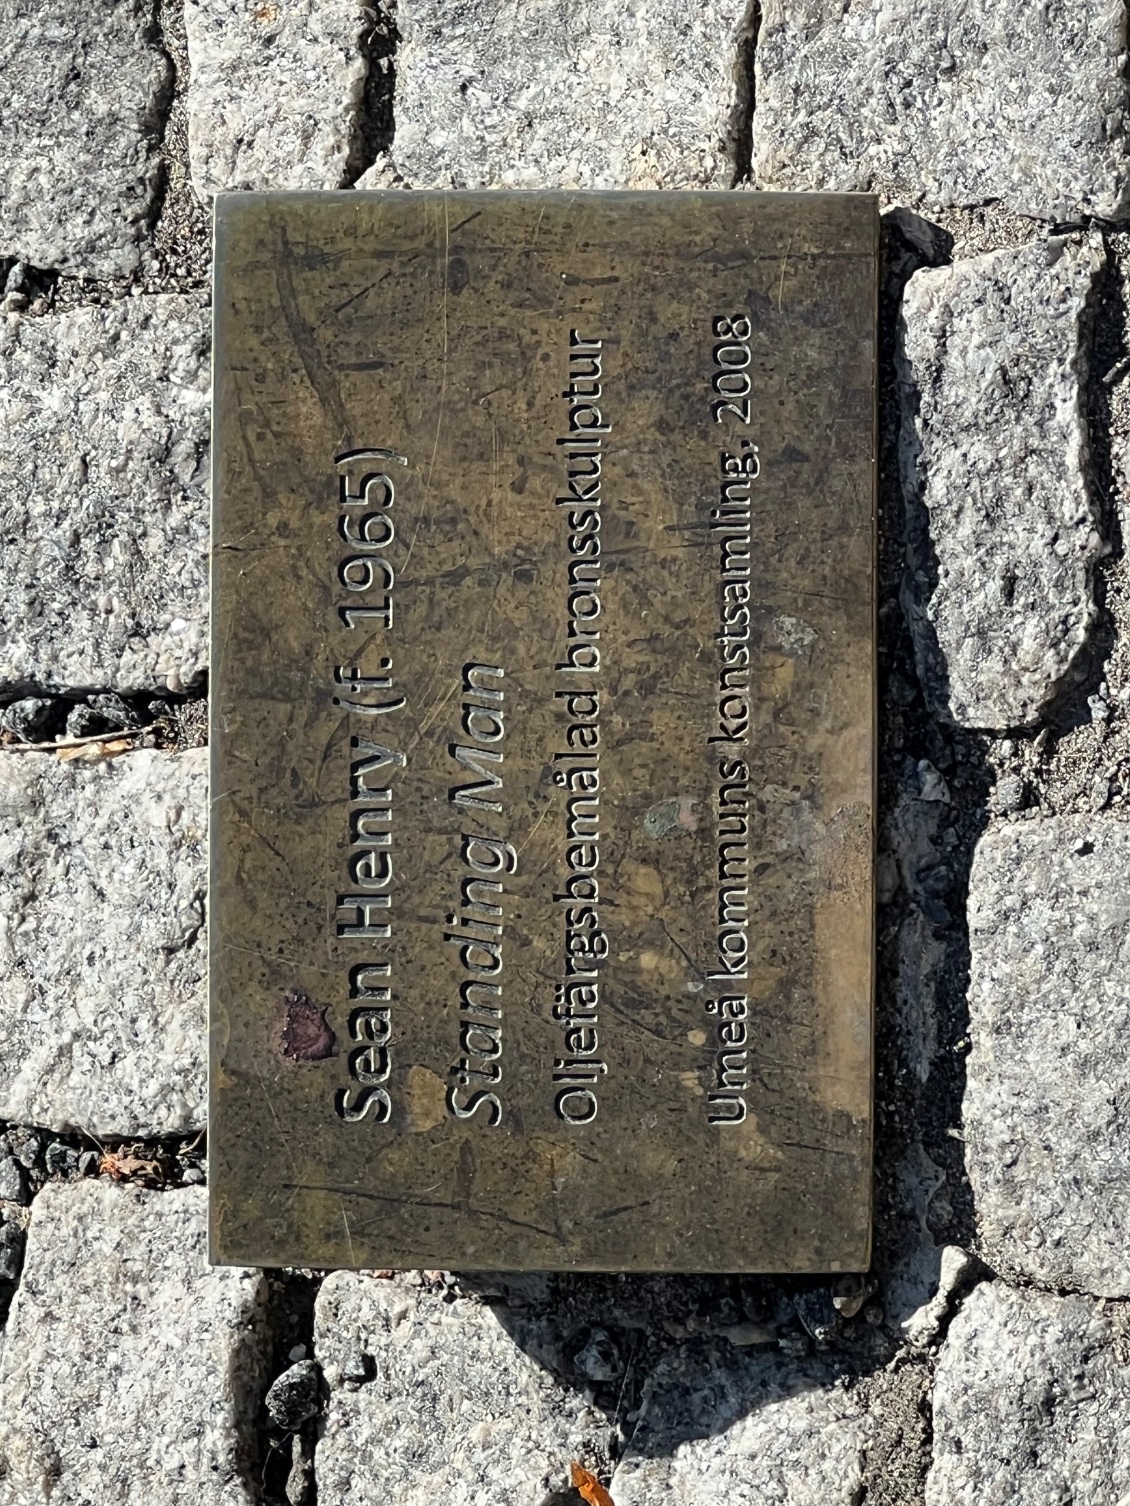 Sean Henry (f. 1965)
Standing Man
Oljefärgsbemålad bronsskulptur
Umeå kommuns konstsamling, 2008